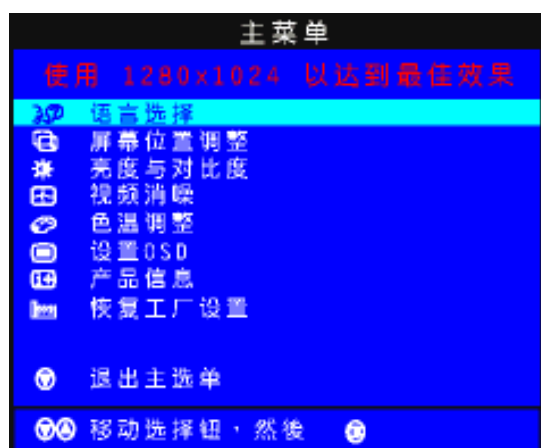 主菜单
使用 1280x1024 以达到最佳效果
语言选择
屏幕位置调整
亮度与对比度
视频消噪
色温调整
设置OSD
产品信息
恢复工厂设置
退出主选单
移动选择钮，然後